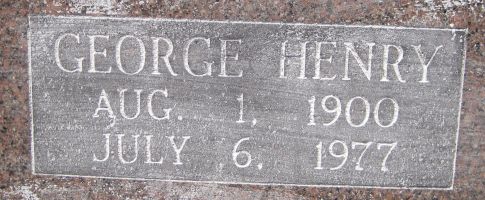 GEORGE HENRY
AUG. 1, 1900
JULY 6. 1977